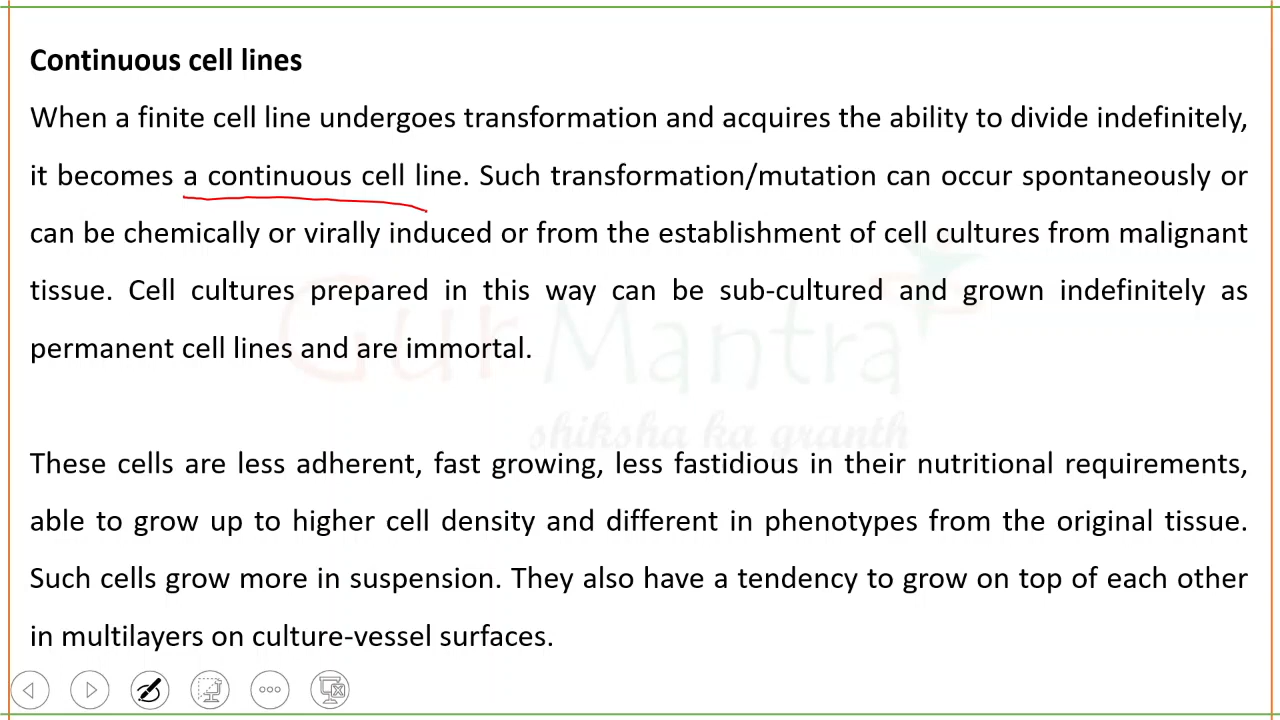 Continuous cell lines
When a finite cell line undergoes transformation and acquires the ability to divide indefinitely,
it becomes a continuous cell line. Such transformation/mutation can occur spontaneously or
can be chemically or virally induced or from the establishment of cell cultures from malignant
tissue. Cell cultures prepared in this way can be sub-cultured and grown indefinitely as
Gur Mantra
permanent cell lines and are immortal.
shiksha ka granth
These cells are less adherent, fast growing, less fastidious in their nutritional requirements,
able to grow up to higher cell density and different in phenotypes from the original tissue.
Such cells grow more in suspension. They also have a tendency to grow on top of each other
in multilayers on culture-vessel surfaces.